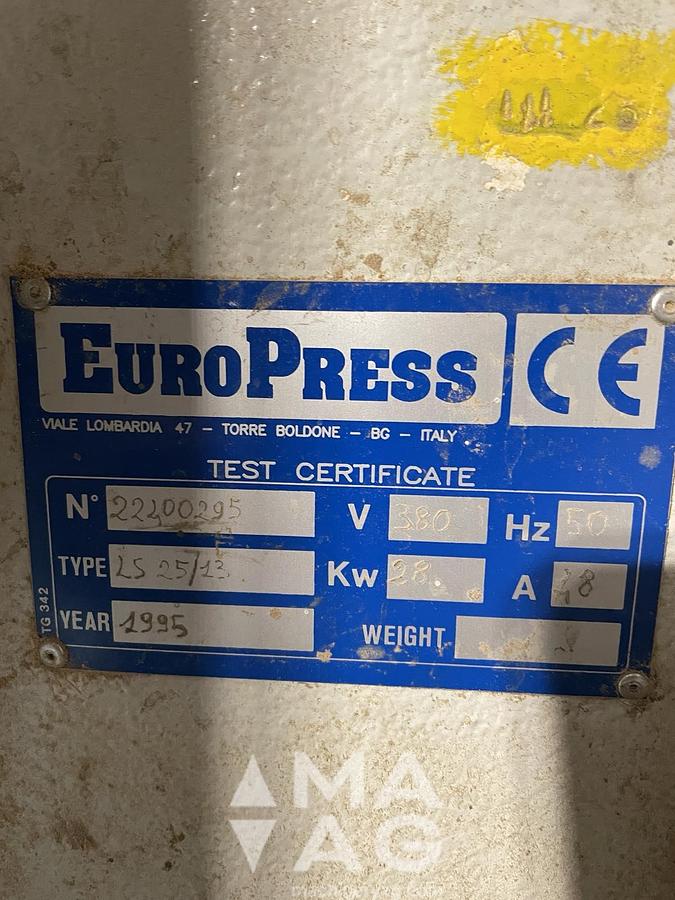 EUROPRESS CE
VIALE LOMBARDIA 47 – TORRE BOLDONE – BG – ITALY
TEST CERTIFICATE
N° 22400295 V 380 Hz 50
TYPE LS 25/13 Kw 28 A
YEAR 1995 WEIGHT
TG 342
MA
AG